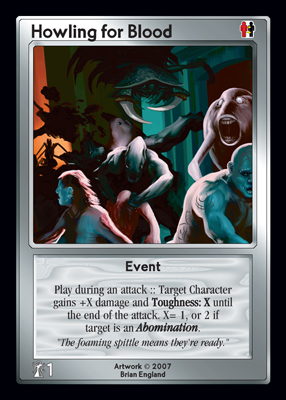 Howling for Blood
Event
Play during an attack :: Target Character
gains +X damage and Toughness: X until
the end of the attack. X= 1, or 2 if
target is an Abomination.
"The foaming spittle means they're ready."
1
Artwork © 2007
Brian England